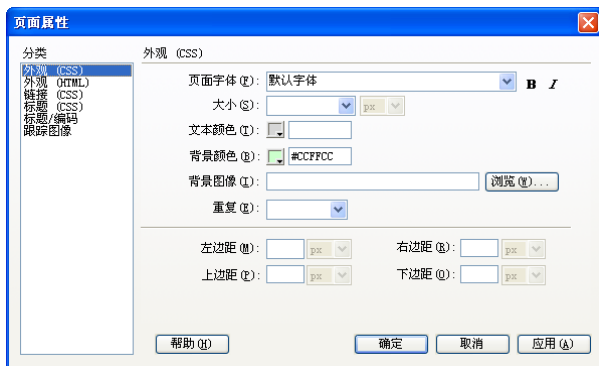 页面属性
分类
外观 (CSS)
外观 (HTML)
链接 (CSS)
标题 (CSS)
标题/编码
跟踪图像
外观 (CSS)
页面字体(F): 默认字体 B I
大小(S): px
文本颜色(T):
背景颜色(B): #CCFFCC
背景图像(I): 浏览(W)...
重复(E):
左边距(M): px 右边距(R): px
上边距(P): px 下边距(O): px
帮助(H) 确定 取消 应用(A)